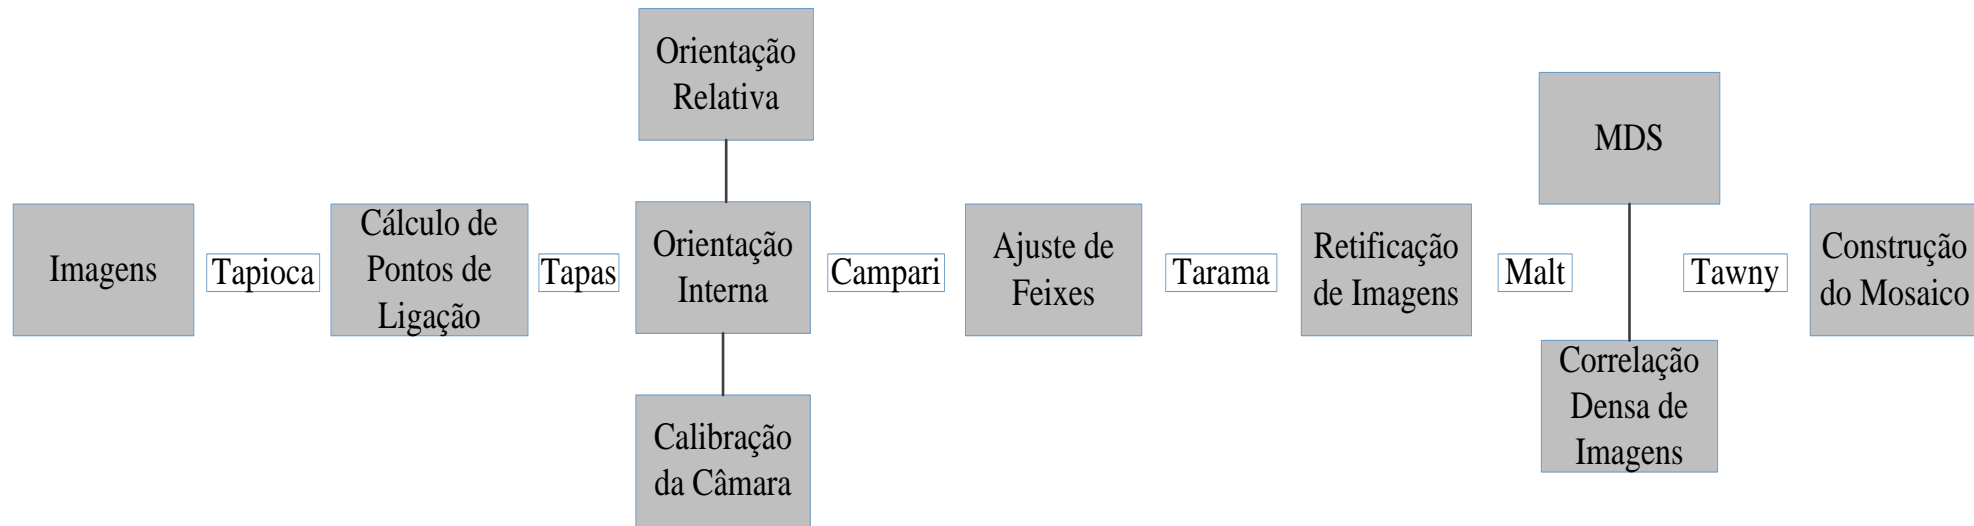 Orientação
Relativa
MDS
Imagens
Tapioca
Cálculo de
Pontos de
Ligação
Tapas
Orientação
Interna
Campari
Ajuste de
Feixes
Tarama
Retificação
de Imagens
Malt
Tawny
Construção
do Mosaico
Calibração
da Câmara
Correlação
Densa de
Imagens